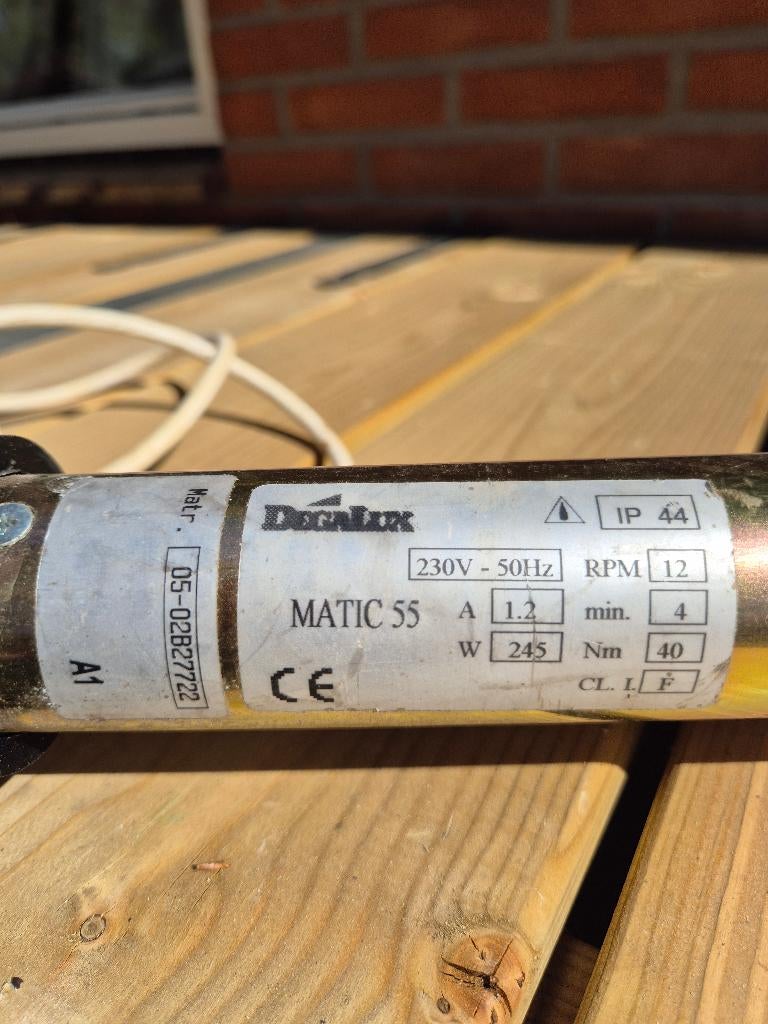 Matr. 05-02B27722
A1
DEGALUX
IP 44
230V - 50Hz RPM 12
MATIC 55 A 1.2 min. 4
W 245 Nm 40
CE CL. I. F